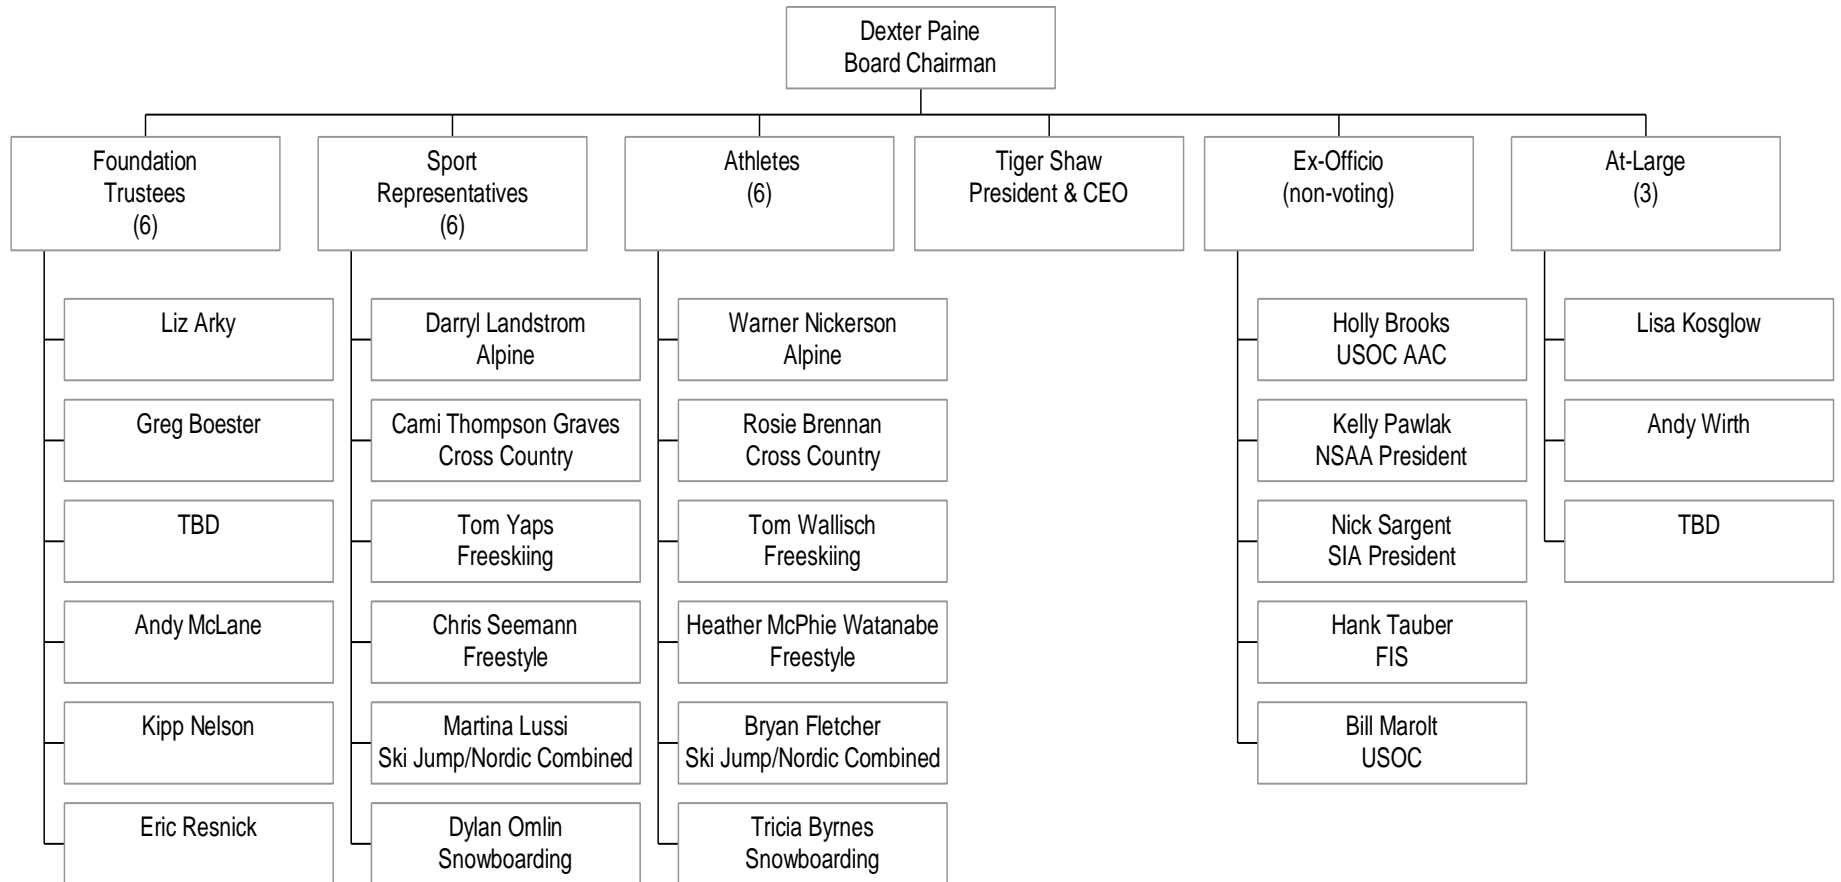 Dexter Paine
Board Chairman
Foundation
Trustees
(6)
Sport
Representatives
(6)
Athletes
(6)
Tiger Shaw
President & CEO
Ex-Officio
(non-voting)
At-Large
(3)
Liz Arky
Greg Boester
TBD
Andy McLane
Kipp Nelson
Eric Resnick
Darryl Landstrom
Alpine
Cami Thompson Graves
Cross Country
Tom Yaps
Freeskiing
Chris Seemann
Freestyle
Martina Lussi
Ski Jump/Nordic Combined
Dylan Omlin
Snowboarding
Warner Nickerson
Alpine
Rosie Brennan
Cross Country
Tom Wallisch
Freeskiing
Heather McPhie Watanabe
Freestyle
Bryan Fletcher
Ski Jump/Nordic Combined
Tricia Byrnes
Snowboarding
Holly Brooks
USOC AAC
Kelly Pawlak
NSAA President
Nick Sargent
SIA President
Hank Tauber
FIS
Bill Marolt
USOC
Lisa Kosglow
Andy Wirth
TBD